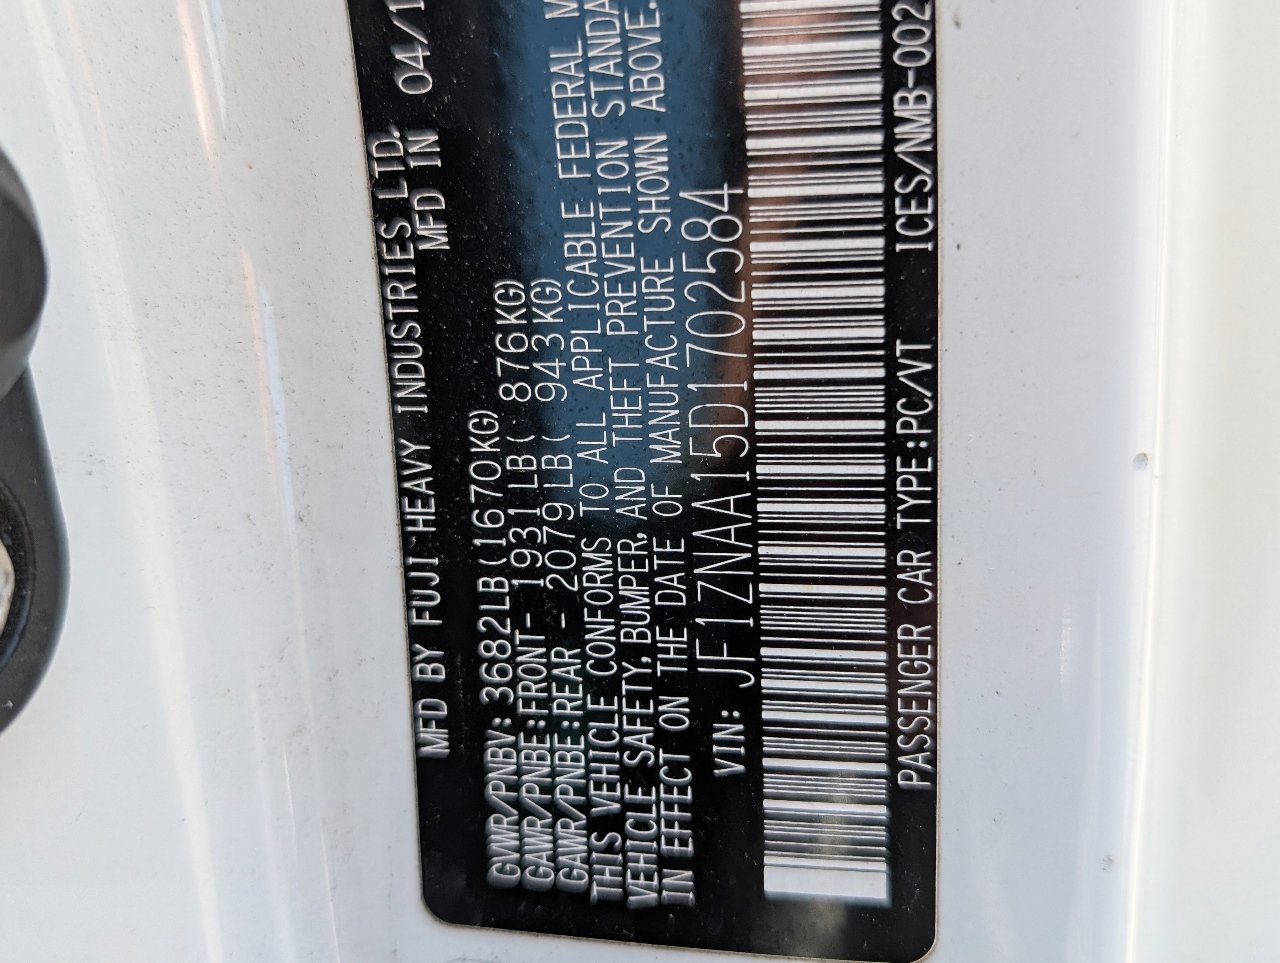 MFD BY FUJI HEAVY INDUSTRIES LTD.
MFD IN 04/1
GVWR/PNBV: 3682LB(1670KG)
GAWR/PNBE:FRONT- 1931LB( 876KG)
GAWR/PNBE:REAR - 2079LB( 943KG)
THIS VEHICLE CONFORMS TO ALL APPLICABLE FEDERAL M
VEHICLE SAFETY, BUMPER, AND THEFT PREVENTION STANDA
IN EFFECT ON THE DATE OF MANUFACTURE SHOWN ABOVE.
VIN: JF1ZNAA15D1702584
PASSENGER CAR TYPE:PC/VT ICES/NMB-002